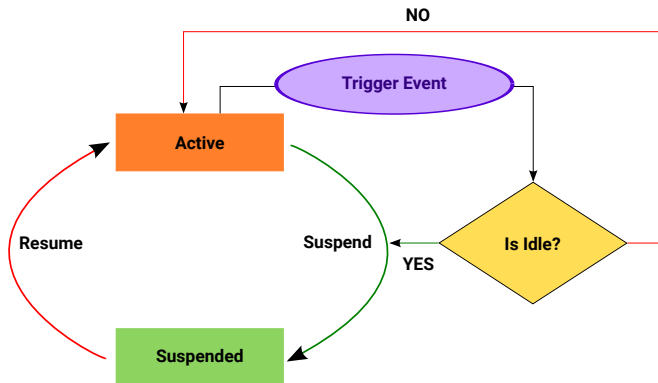 NO
Trigger Event
Active
Resume
Suspend
Is Idle?
YES
Suspended